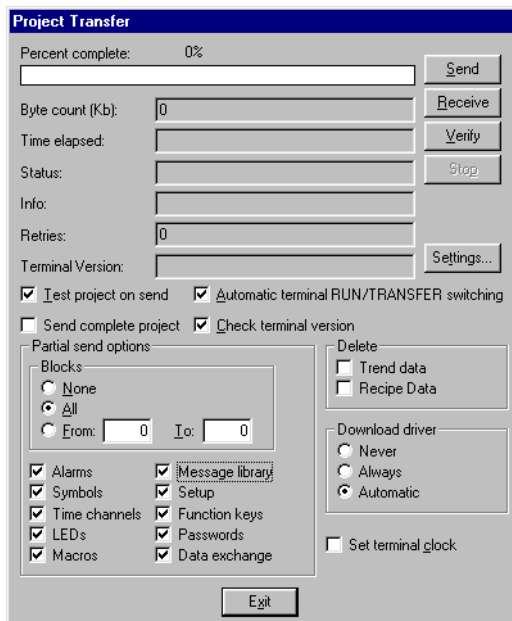 Project Transfer
Percent complete: 0%
Send
Byte count (Kb): 0
Receive
Time elapsed:
Verify
Status:
Stop
Info:
Retries: 0
Terminal Version:
Settings...
Test project on send Automatic terminal RUN/TRANSFER switching
Send complete project Check terminal version
Partial send options
Blocks
None
All
From: 0 To: 0
Alarms Message library
Symbols Setup
Time channels Function keys
LEDs Passwords
Macros Data exchange
Delete
Trend data
Recipe Data
Download driver
Never
Always
Automatic
Set terminal clock
Exit